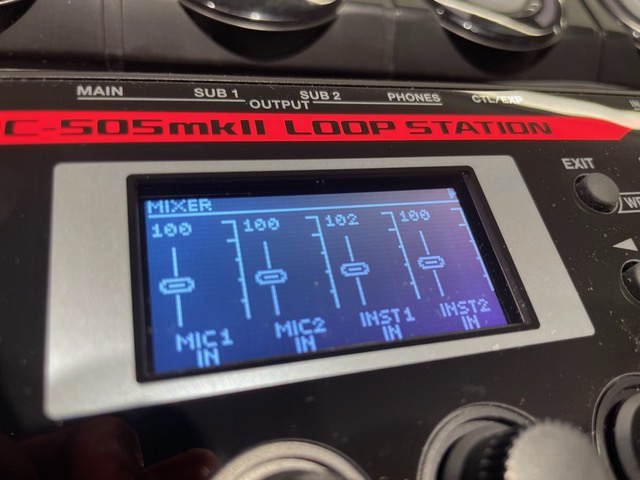 MAIN SUB 1 SUB 2 PHONES CTL/EXP
OUTPUT
C-505mkII LOOP STATION
EXIT
MIXER
100 100 102 100
MIC1 IN
MIC2 IN
INST1 IN
INST2 IN